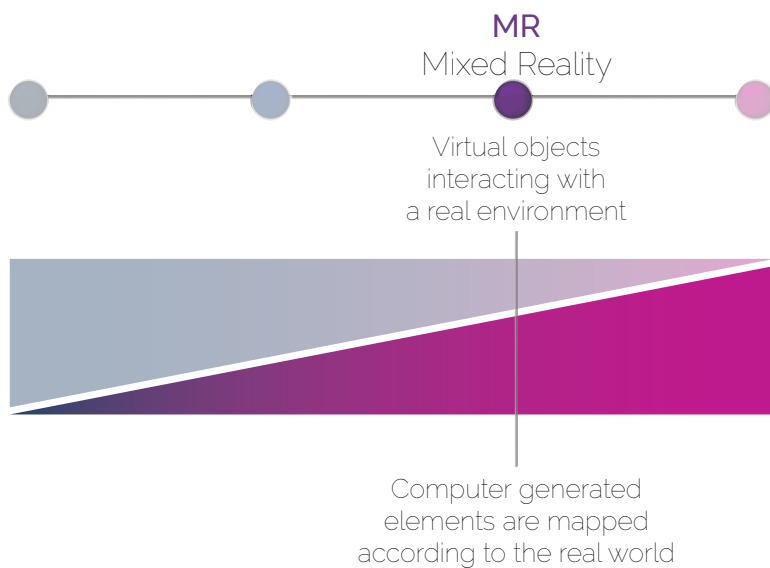 MR
Mixed Reality
Virtual objects
interacting with
a real environment
Computer generated
elements are mapped
according to the real world